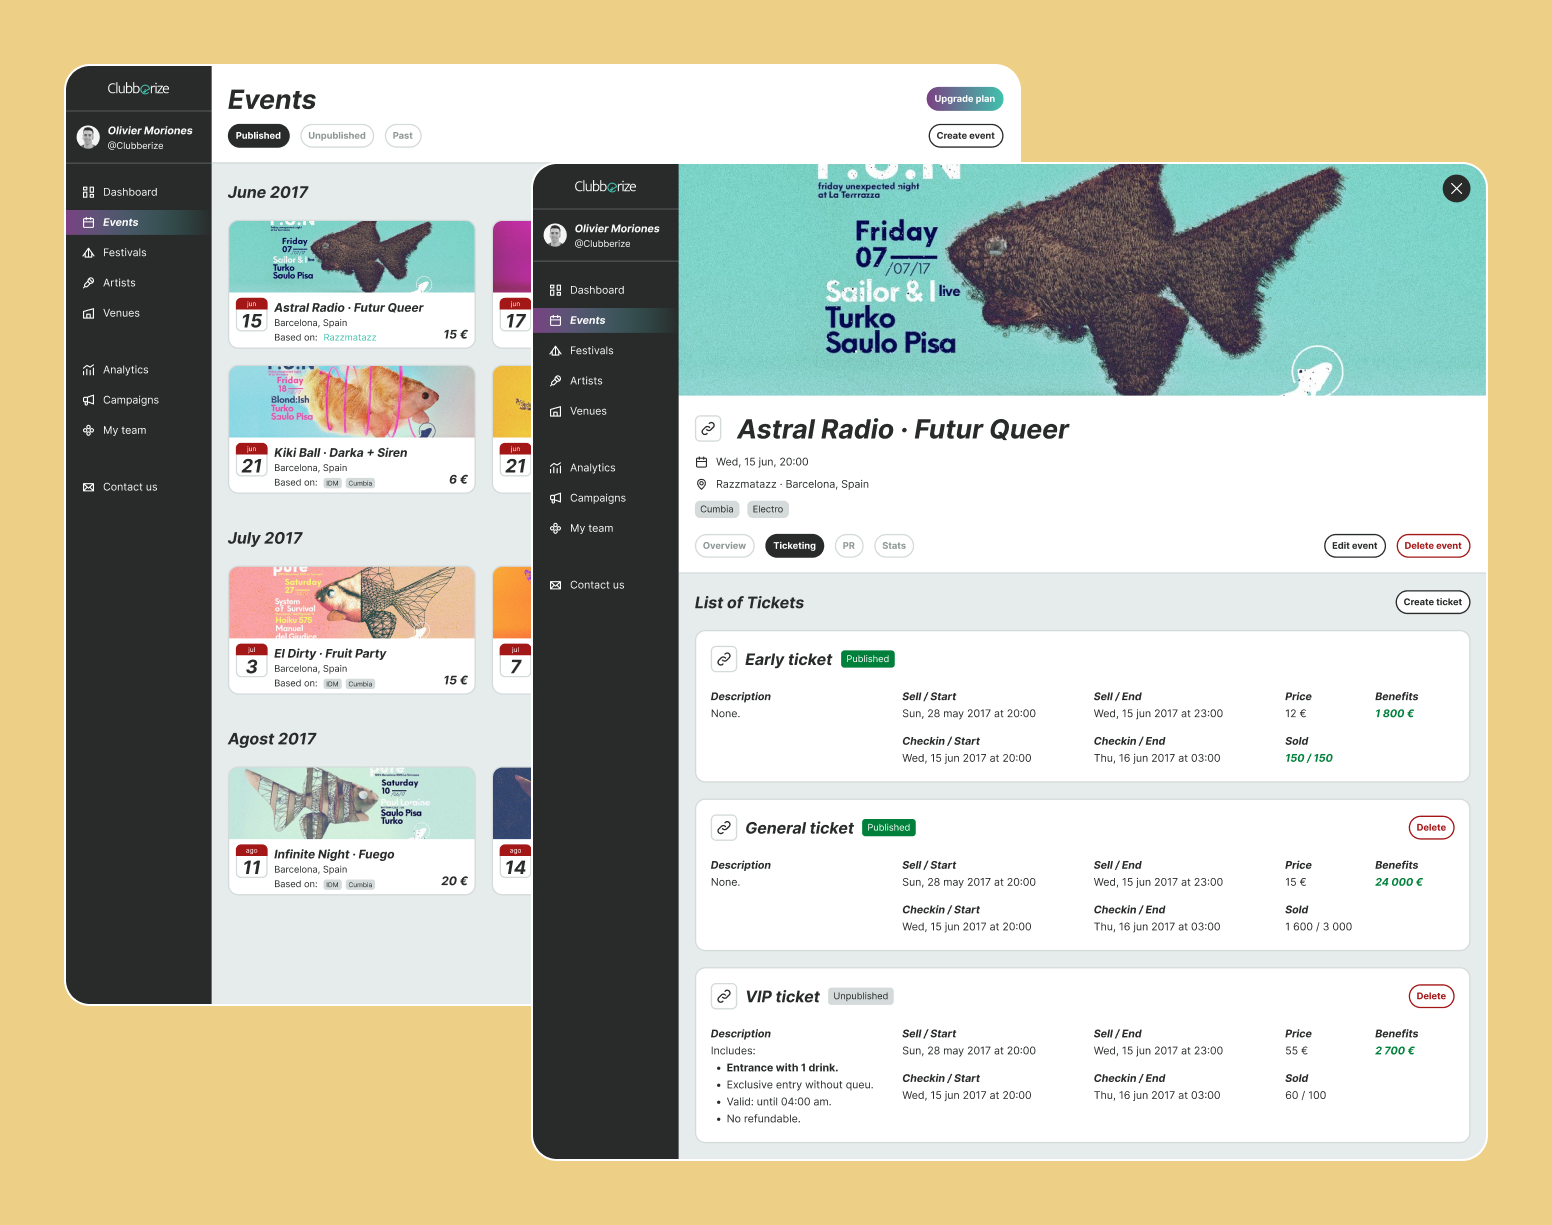 Clubberize
Olivier Moriones
@Clubberize
Dashboard
Events
Festivals
Artists
Venues
Analytics
Campaigns
My team
Contact us
Events
Upgrade plan
Published
Unpublished
Past
Create event
June 2017
Friday
07
Sailor & I live
Turko
Saulo Pisa
jun
15
Astral Radio · Futur Queer
Barcelona, Spain
Based on: Razzmatazz
15 €
jun
17
Friday
18
Blond:Ish
Turko
Saulo Pisa
jun
21
Kiki Ball · Darka + Siren
Barcelona, Spain
Based on: IDM Cumbia
6 €
jun
21
July 2017
pure
Saturday
27
System
of Survival
Haiku 575
Manuel
del Giudice
jul
3
El Dirty · Fruit Party
Barcelona, Spain
Based on: IDM Cumbia
15 €
jul
7
Agost 2017
pure
Saturday
10
Paul Loraine
Saulo Pisa
Turko
ago
11
Infinite Night · Fuego
Barcelona, Spain
Based on: IDM Cumbia
20 €
ago
14
Clubberize
Olivier Moriones
@Clubberize
Dashboard
Events
Festivals
Artists
Venues
Analytics
Campaigns
My team
Contact us
F.U.N
friday unexpected night
at La Terrrazza
Friday
07
/07/17
Sailor & I live
Turko
Saulo Pisa
Astral Radio · Futur Queer
Wed, 15 jun, 20:00
Razzmatazz · Barcelona, Spain
Cumbia
Electro
Overview
Ticketing
PR
Stats
Edit event
Delete event
List of Tickets
Create ticket
Early ticket
Published
Description
Sell / Start
Sell / End
Price
Benefits
None.
Sun, 28 may 2017 at 20:00
Wed, 15 jun 2017 at 23:00
12 €
1 800 €
Checkin / Start
Checkin / End
Sold
Wed, 15 jun 2017 at 20:00
Thu, 16 jun 2017 at 03:00
150 / 150
General ticket
Published
Delete
Description
Sell / Start
Sell / End
Price
Benefits
None.
Sun, 28 may 2017 at 20:00
Wed, 15 jun 2017 at 23:00
15 €
24 000 €
Checkin / Start
Checkin / End
Sold
Wed, 15 jun 2017 at 20:00
Thu, 16 jun 2017 at 03:00
1 600 / 3 000
VIP ticket
Unpublished
Delete
Description
Sell / Start
Sell / End
Price
Benefits
Includes:
Sun, 28 may 2017 at 20:00
Wed, 15 jun 2017 at 23:00
55 €
2 700 €
• Entrance with 1 drink.
• Exclusive entry without queu.
• Valid: until 04:00 am.
• No refundable.
Checkin / Start
Checkin / End
Sold
Wed, 15 jun 2017 at 20:00
Thu, 16 jun 2017 at 03:00
60 / 100